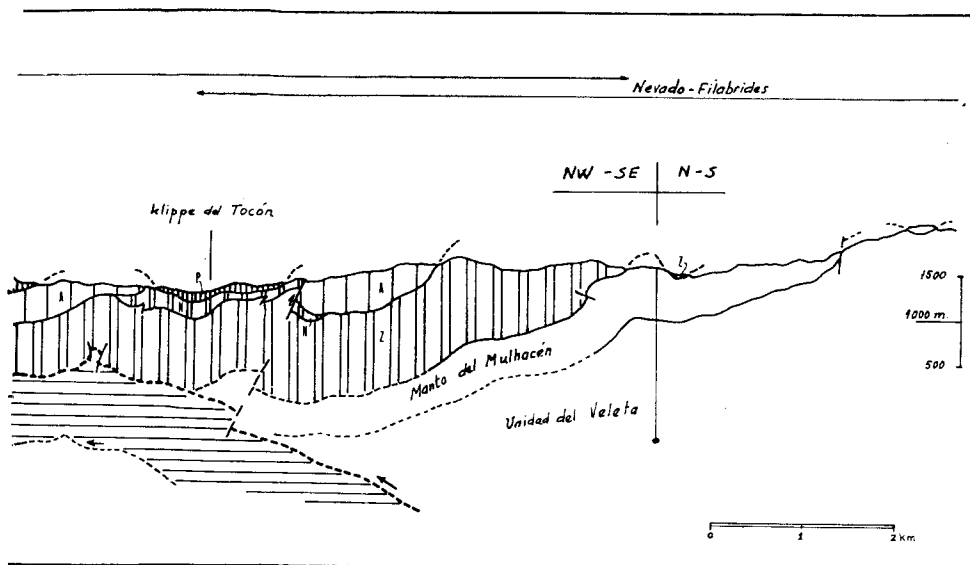 Nevado-Filabrides
NW-SE N-S
klippe del Tocón
P
A
N
A
N
Z
Z
1500
1000 m.
500
Manto del Mulhacén
Unidad del Veleta
0 1 2 km